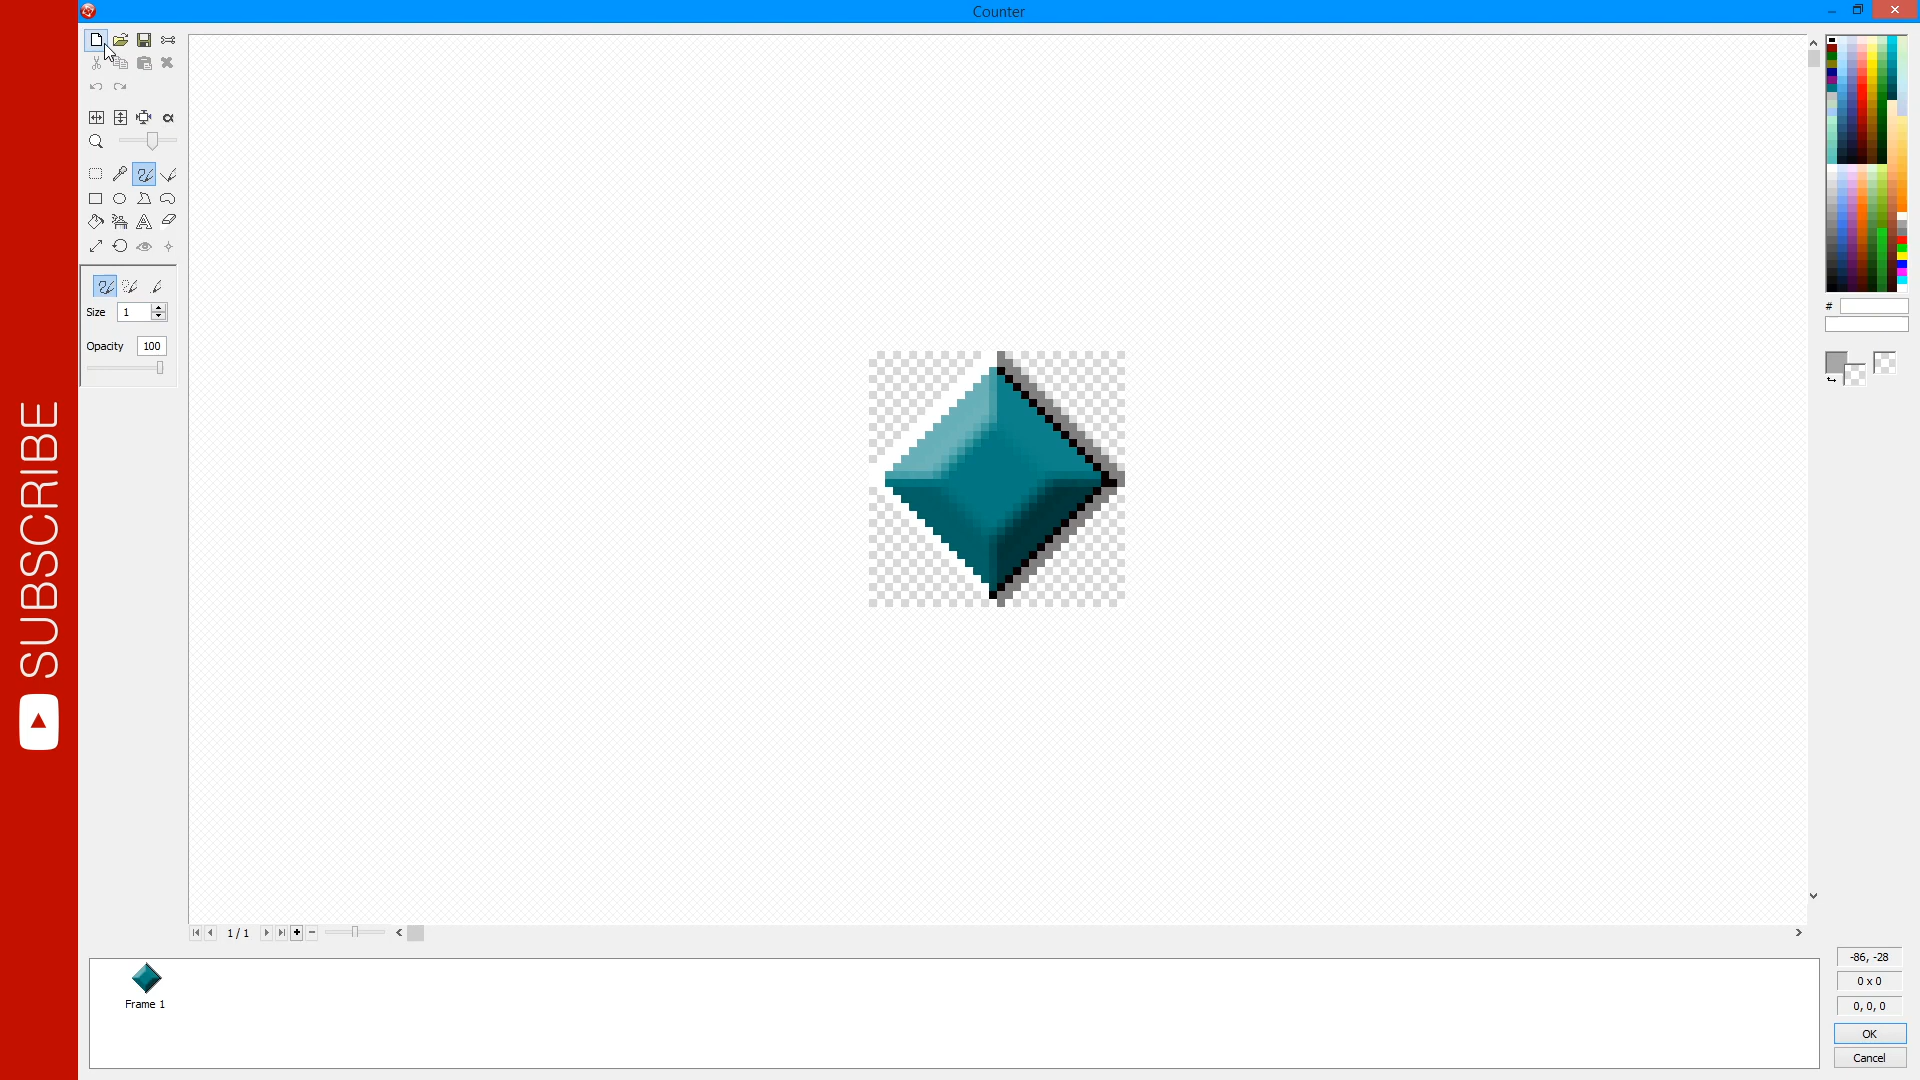 Counter
SUBSCRIBE
Size 1
Opacity 100
#
1 / 1
Frame 1
-86, -28
0 x 0
0, 0, 0
OK
Cancel